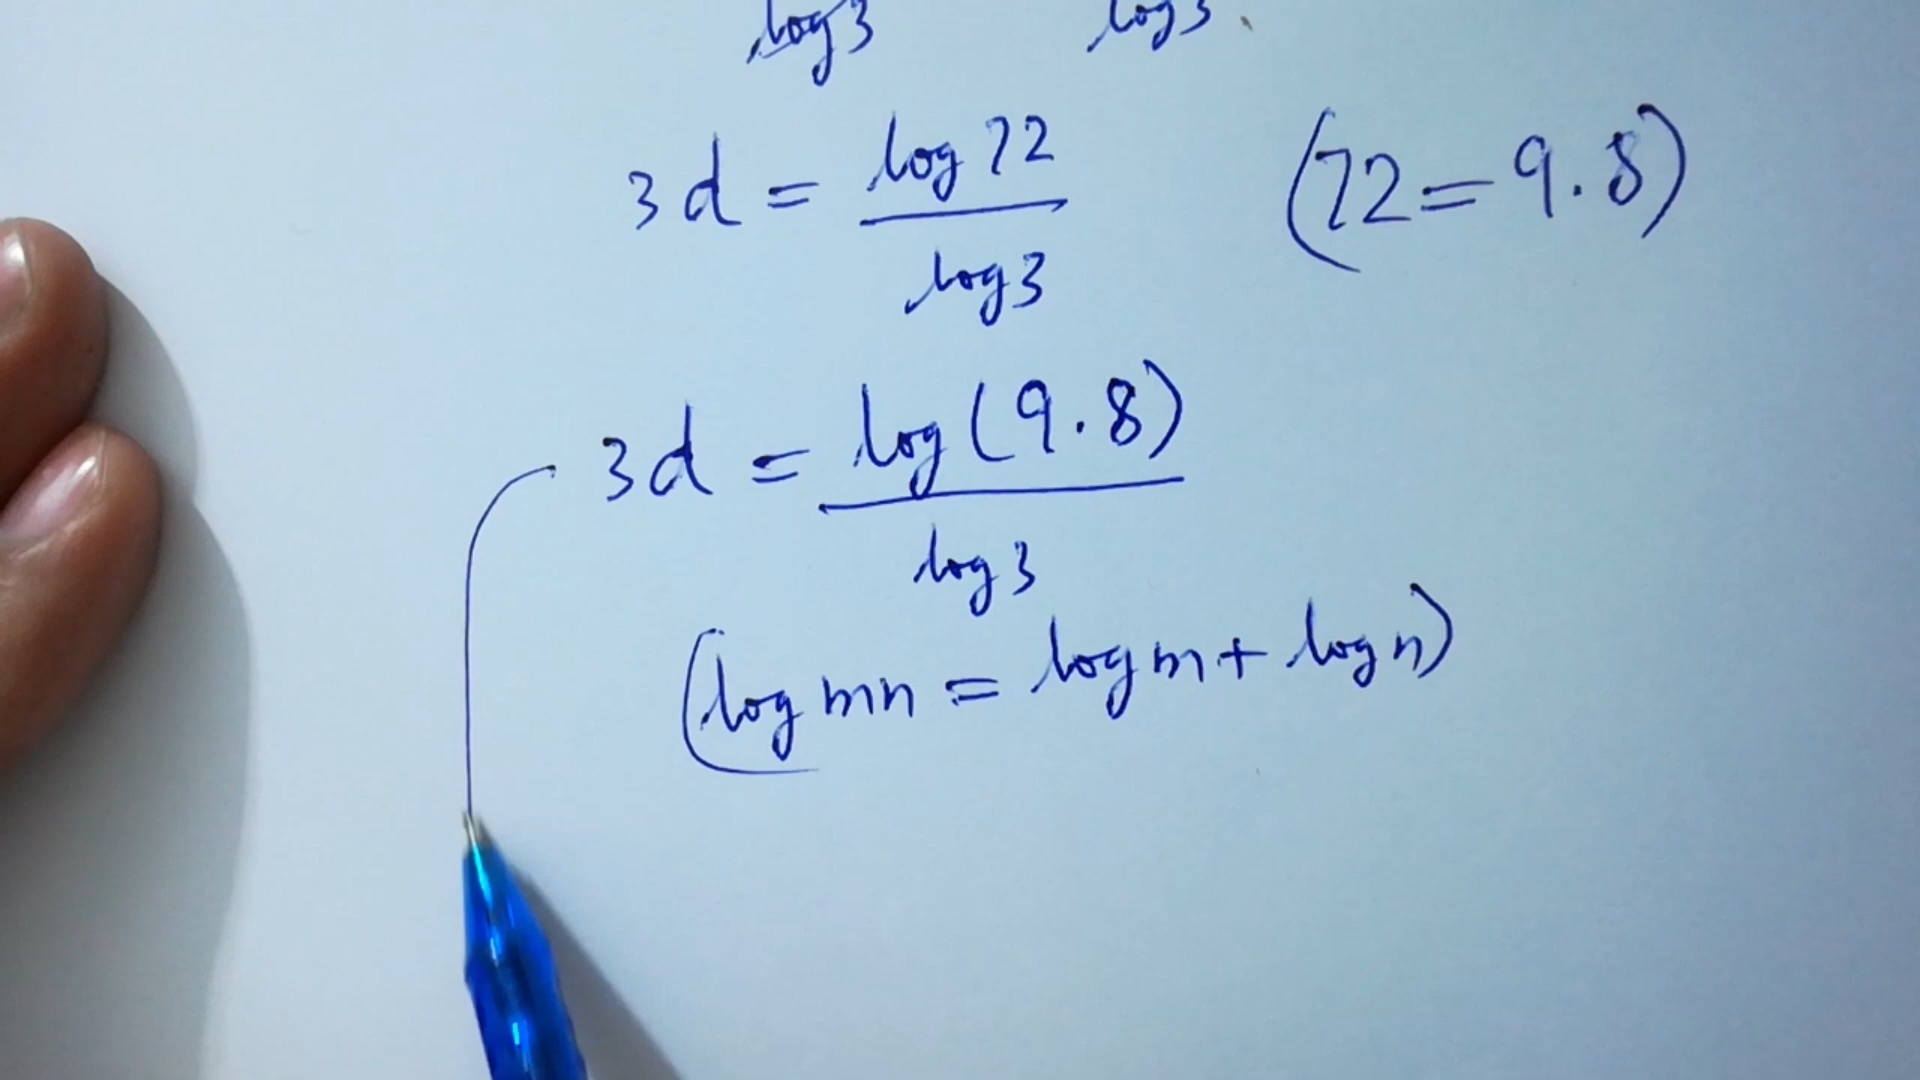 log3 log3
3d = log72 / log3 (72 = 9.8)
3d = log(9.8) / log3
(log mn = log m + log n)